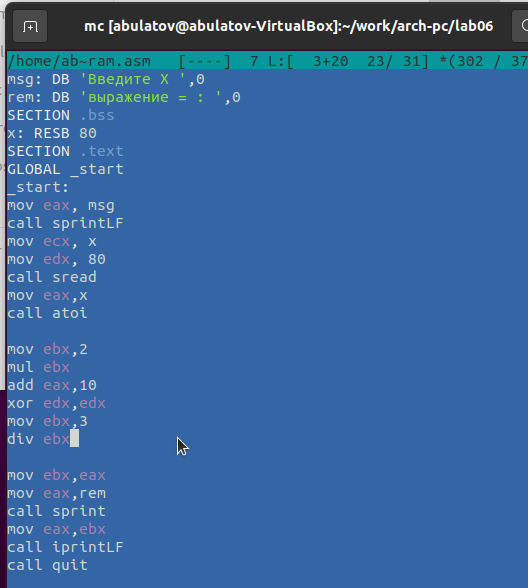 mc [abulatov@abulatov-VirtualBox]:~/work/arch-pc/lab06
/home/ab~ram.asm   [----]  7 L:[  3+20  23/ 31] *(302 / 37
msg: DB 'Введите X ',0
rem: DB 'выражение = : ',0
SECTION .bss
x: RESB 80
SECTION .text
GLOBAL _start
_start:
mov eax, msg
call sprintLF
mov ecx, x
mov edx, 80
call sread
mov eax,x
call atoi
mov ebx,2
mul ebx
add eax,10
xor edx,edx
mov ebx,3
div ebx
mov ebx,eax
mov eax,rem
call sprint
mov eax,ebx
call iprintLF
call quit